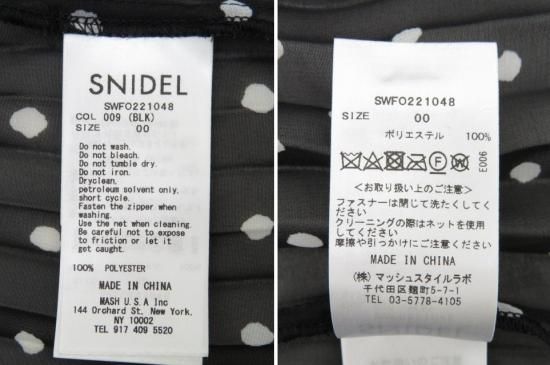 SNIDEL
SWFO221048
COL 009 (BLK)
SIZE 00
Do not wash.
Do not bleach.
Do not tumble dry.
Do not iron.
Dryclean,
petroleum solvent only,
short cycle.
Fasten the zipper when
washing.
Use the net when cleaning.
Be careful not to expose
to friction or let it
get caught.
100% POLYESTER
MADE IN CHINA
MASH U.S.A Inc
144 Orchard St, New York,
NY 10002
TEL 917 409 5520
SWFO221048
SIZE 00
ポリエステル 100%
E006
<お取り扱い上のご注意>
ファスナーは閉じて洗たくしてく
ださい
クリーニングの際はネットを使用
してください
摩擦や引っかけにご注意ください
MADE IN CHINA
(株) マッシュスタイルラボ
千代田区麹町5-7
TEL 03-5778-4105